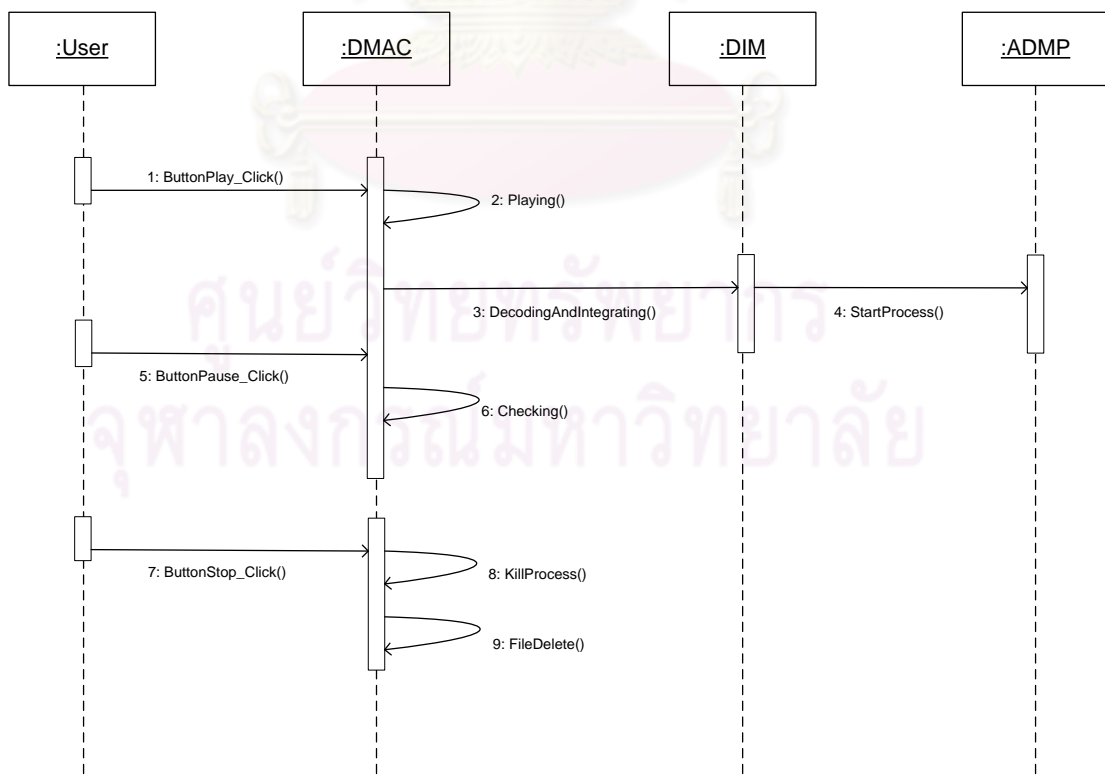 :User
:DMAC
:DIM
:ADMP
1: ButtonPlay_Click()
2: Playing()
3: DecodingAndIntegrating()
4: StartProcess()
ศูนย์วิทยทรัพยากร
5: ButtonPause_Click()
6: Checking()
จุฬาลงกรณ์มหาวิทยาลัย
7: ButtonStop_Click()
8: KillProcess()
9: FileDelete()